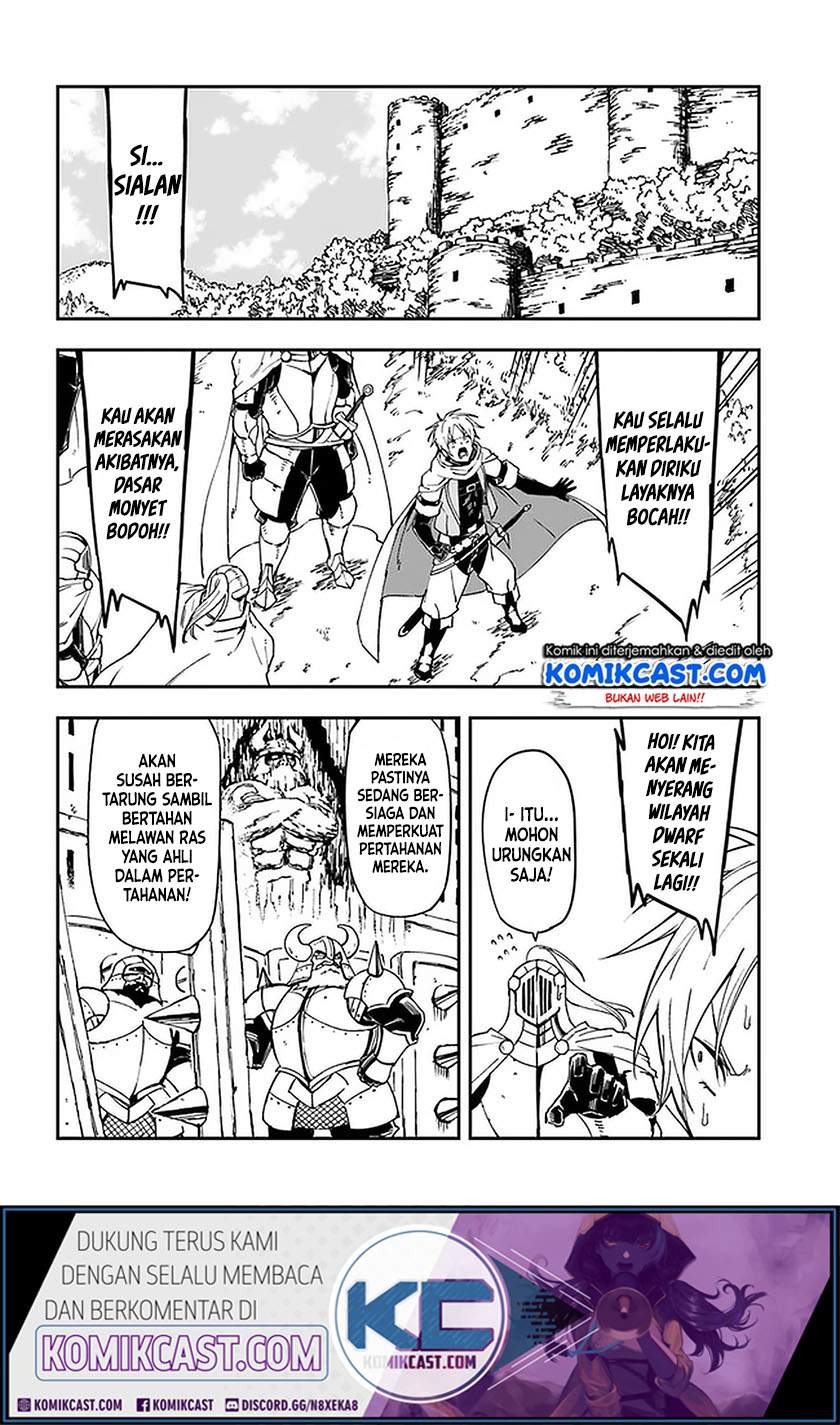 SI...
SIALAN
!!!
KAU SELALU
MEMPERLAKU-
KAN DIRIKU
LAYAKNYA
BOCAH!!
KAU AKAN
MERASAKAN
AKIBATNYA,
DASAR
MONYET
BODOH!!
Komik ini diterjemahkan & diedit oleh
KOMIKCAST.COM
BUKAN WEB LAIN!!
HOI! KITA
AKAN ME-
NYERANG
WILAYAH
DWARF
SEKALI
LAGI!!
I- ITU...
MOHON
URUNGKAN
SAJA!
MEREKA
PASTINYA
SEDANG BER-
SIAGA DAN
MEMPERKUAT
PERTAHANAN
MEREKA.
AKAN
SUSAH BER-
TARUNG SAMBIL
BERTAHAN
MELAWAN RAS
YANG AHLI
DALAM PER-
TAHANAN!
DUKUNG TERUS KAMI
DENGAN SELALU MEMBACA
DAN BERKOMENTAR DI
KOMIKCAST.COM
KOMIKCAST.COM KOMIKCAST DISCORD.GG/N8XEKA8
KC
KOMIKCAST.COM